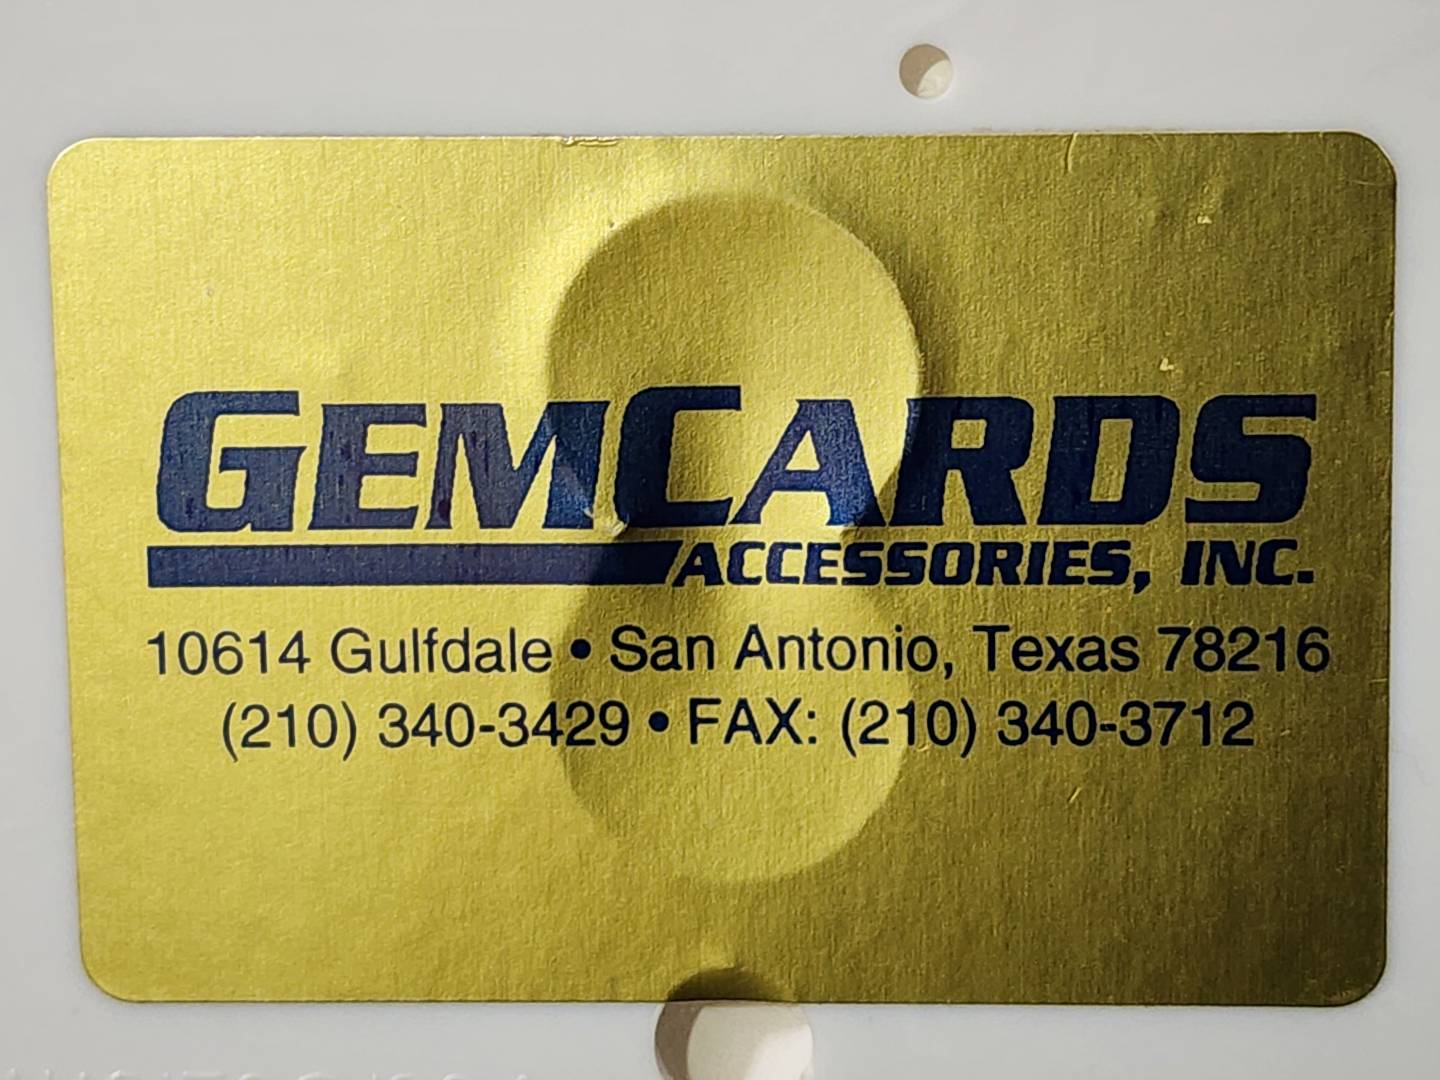 GEMCARDS
ACCESSORIES, INC.
10614 Gulfdale • San Antonio, Texas 78216
(210) 340-3429 • FAX: (210) 340-3712